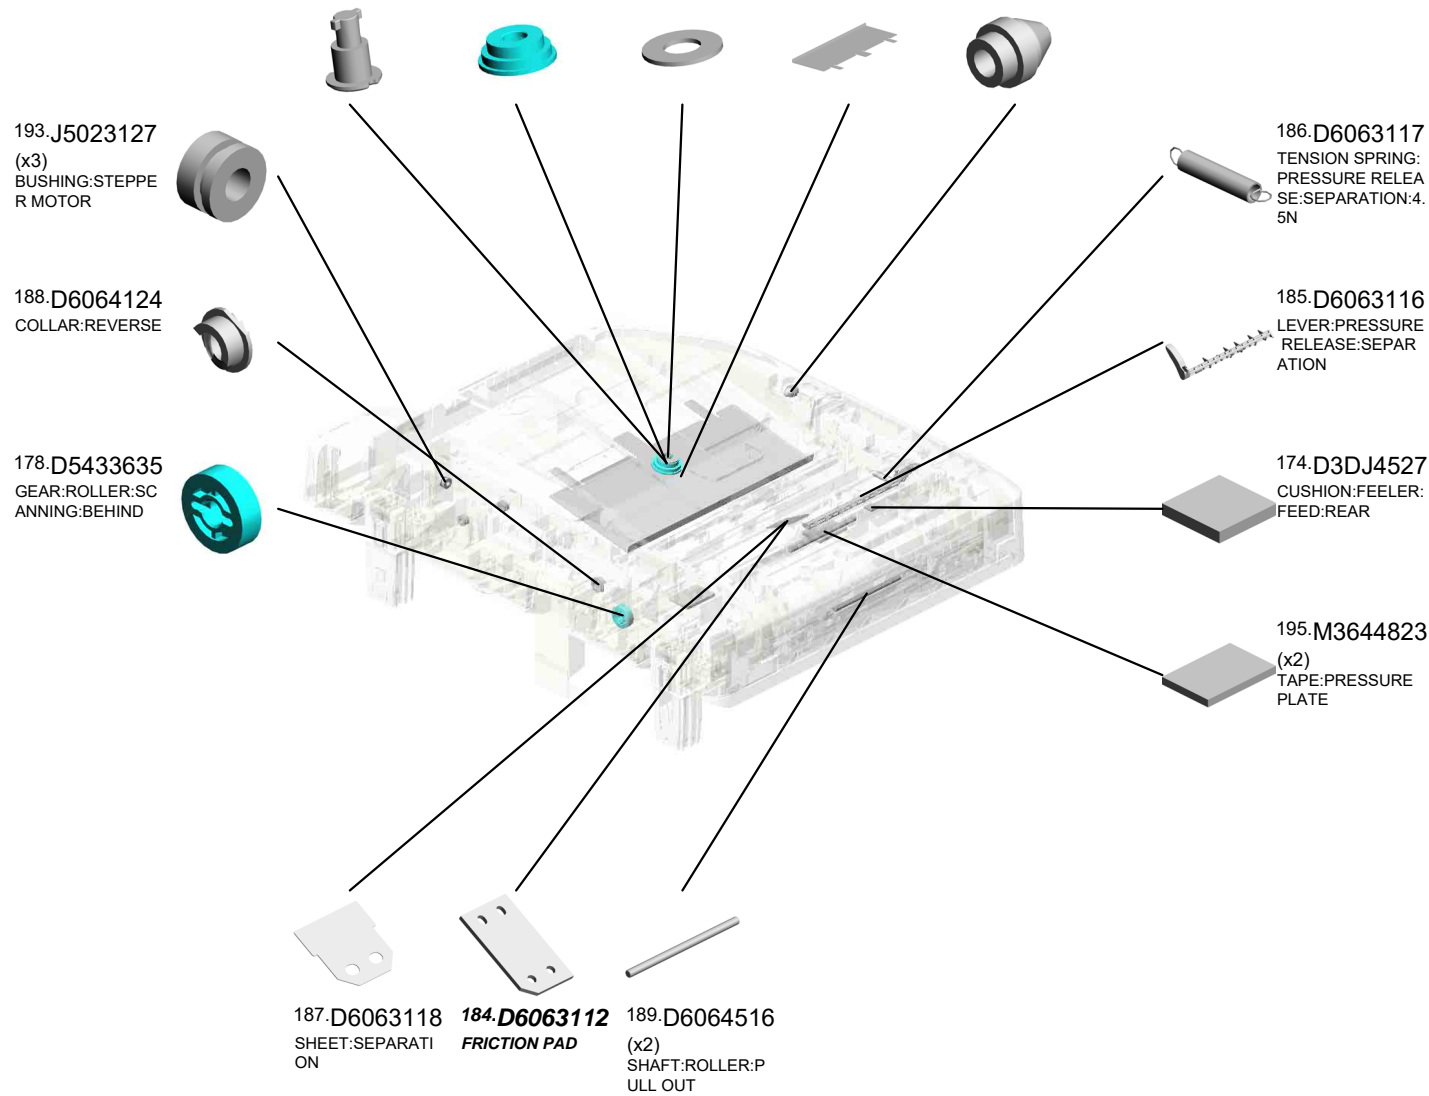 193.J5023127
(x3)
BUSHING:STEPPE
R MOTOR
188.D6064124
COLLAR:REVERSE
178.D5433635
GEAR:ROLLER:SC
ANNING:BEHIND
186.D6063117
TENSION SPRING:
PRESSURE RELEA
SE:SEPARATION:4.
5N
185.D6063116
LEVER:PRESSURE
RELEASE:SEPAR
ATION
174.D3DJ4527
CUSHION:FEELER:
FEED:REAR
195.M3644823
(x2)
TAPE:PRESSURE
PLATE
187.D6063118
SHEET:SEPARATI
ON
184.D6063112
FRICTION PAD
189.D6064516
(x2)
SHAFT:ROLLER:P
ULL OUT